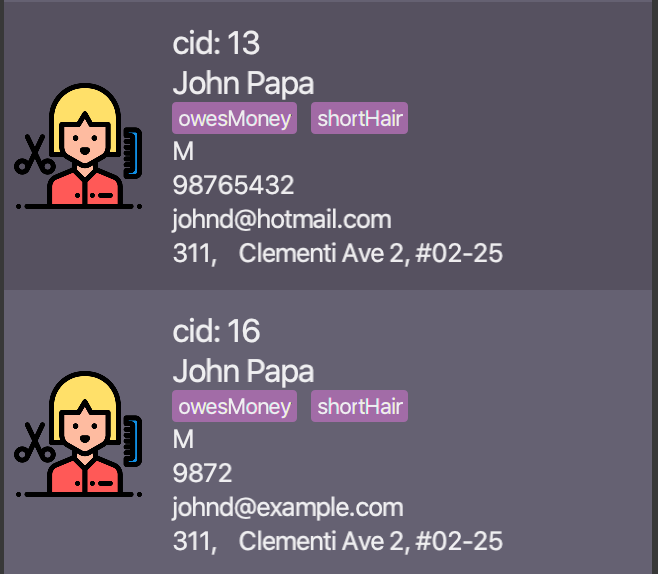 cid: 13
John Papa
owesMoney shortHair
M
98765432
johnd@hotmail.com
311, Clementi Ave 2, #02-25
cid: 16
John Papa
owesMoney shortHair
M
9872
johnd@example.com
311, Clementi Ave 2, #02-25